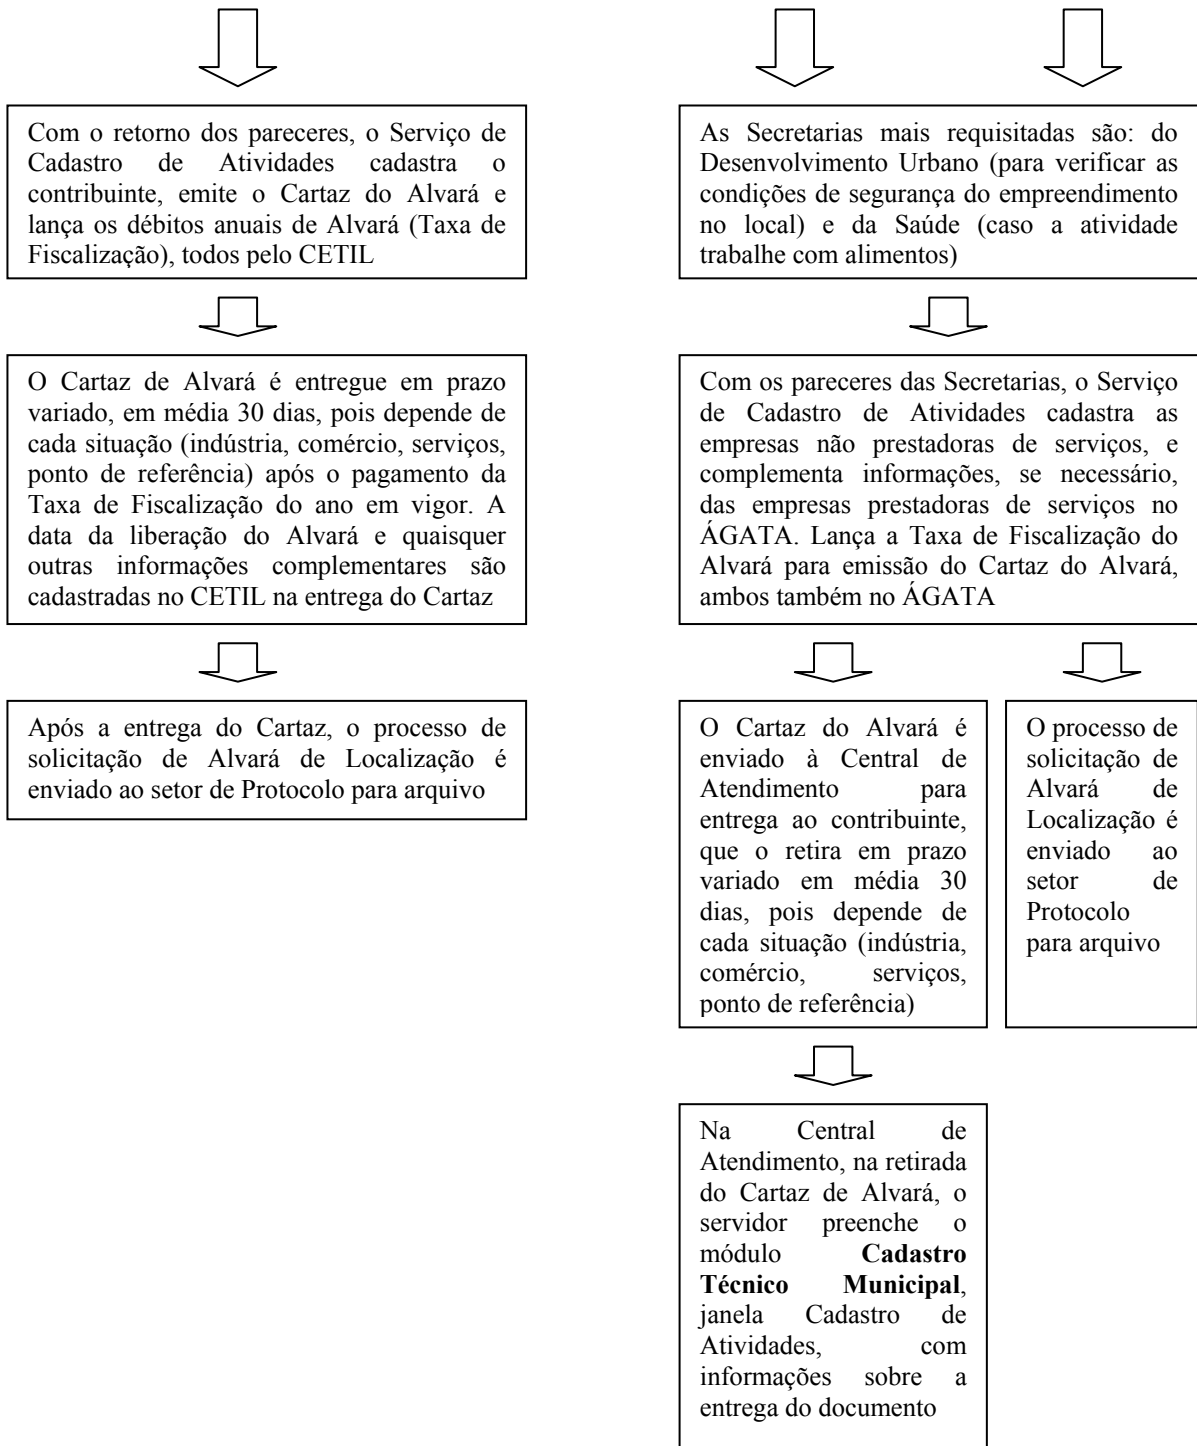 Com o retorno dos pareceres, o Serviço de
Cadastro de Atividades cadastra o
contribuinte, emite o Cartaz do Alvará e
lança os débitos anuais de Alvará (Taxa de
Fiscalização), todos pelo CETIL
O Cartaz de Alvará é entregue em prazo
variado, em média 30 dias, pois depende de
cada situação (indústria, comércio, serviços,
ponto de referência) após o pagamento da
Taxa de Fiscalização do ano em vigor. A
data da liberação do Alvará e quaisquer
outras informações complementares são
cadastradas no CETIL na entrega do Cartaz
Após a entrega do Cartaz, o processo de
solicitação de Alvará de Localização é
enviado ao setor de Protocolo para arquivo
As Secretarias mais requisitadas são: do
Desenvolvimento Urbano (para verificar as
condições de segurança do empreendimento
no local) e da Saúde (caso a atividade
trabalhe com alimentos)
Com os pareceres das Secretarias, o Serviço
de Cadastro de Atividades cadastra as
empresas não prestadoras de serviços, e
complementa informações, se necessário,
das empresas prestadoras de serviços no
ÁGATA. Lança a Taxa de Fiscalização do
Alvará para emissão do Cartaz do Alvará,
ambos também no ÁGATA
O Cartaz do Alvará é
enviado à Central de
Atendimento para
entrega ao contribuinte,
que o retira em prazo
variado em média 30
dias, pois depende de
cada situação (indústria,
comércio, serviços,
ponto de referência)
O processo de
solicitação de
Alvará de
Localização é
enviado ao
setor de
Protocolo
para arquivo
Na Central de
Atendimento, na retirada
do Cartaz de Alvará, o
servidor preenche o
módulo Cadastro
Técnico Municipal,
janela Cadastro de
Atividades, com
informações sobre a
entrega do documento